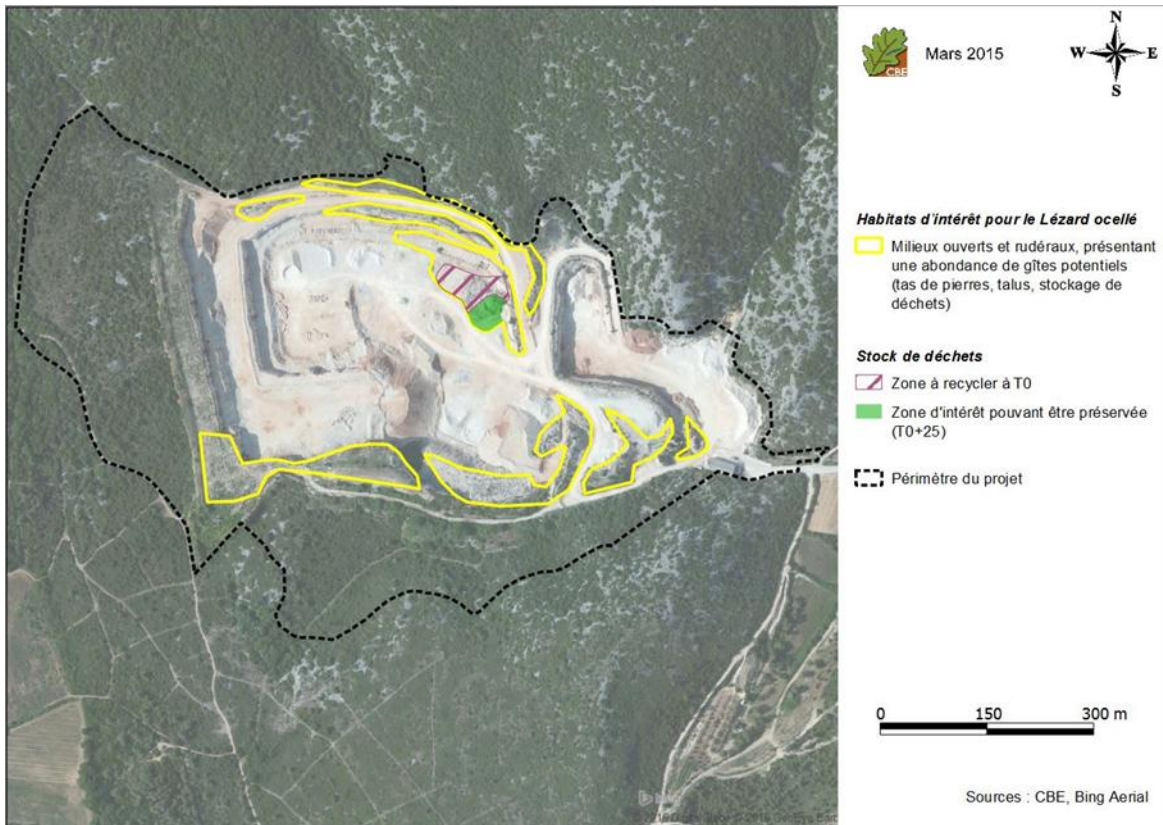 Mars 2015
CBE
N
W E
S
Habitats d'intérêt pour le Lézard ocellé
Milieux ouverts et rudéraux, présentant
une abondance de gîtes potentiels
(tas de pierres, talus, stockage de
déchets)
Stock de déchets
Zone à recycler à T0
Zone d'intérêt pouvant être préservée
(T0+25)
Périmètre du projet
0 150 300 m
Sources : CBE, Bing Aerial